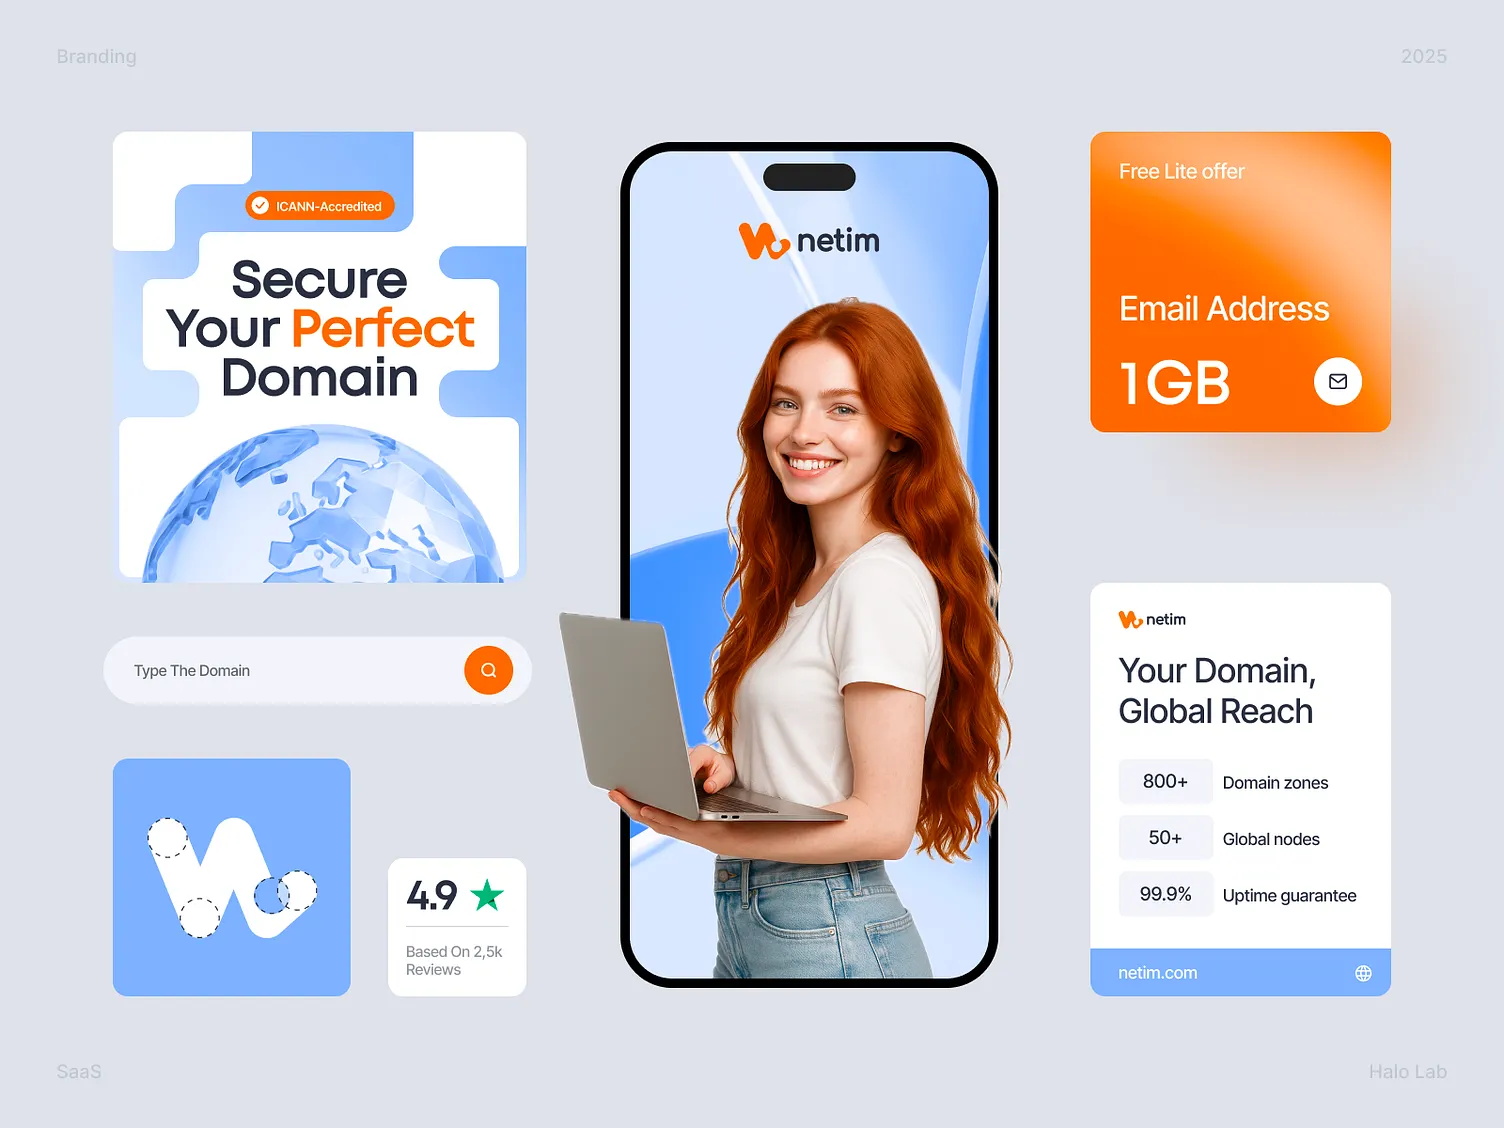 Branding
2025
ICANN-Accredited
Secure
Your Perfect
Domain
Type The Domain
4.9
Based On 2,5k
Reviews
netim
Free Lite offer
Email Address
1GB
netim
Your Domain,
Global Reach
800+ Domain zones
50+ Global nodes
99.9% Uptime guarantee
netim.com
SaaS
Halo Lab